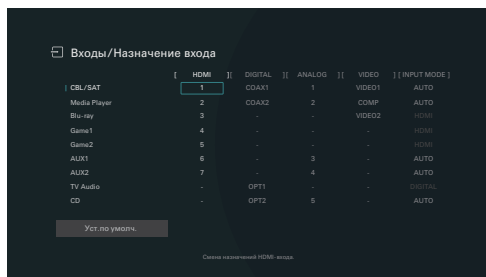 Входы/Назначение входа
[ HDMI ][ DIGITAL ][ ANALOG ][ VIDEO ][ INPUT MODE ]
CBL/SAT 1 COAX1 1 VIDEO1 AUTO
Media Player 2 COAX2 2 COMP AUTO
Blu-ray 3 - - VIDEO2 HDMI
Game1 4 - - - HDMI
Game2 5 - - - HDMI
AUX1 6 - 3 - AUTO
AUX2 7 - 4 - AUTO
TV Audio - OPT1 - - DIGITAL
CD - OPT2 5 - AUTO
Уст.по умолч.
Смена назначений HDMI-входа.